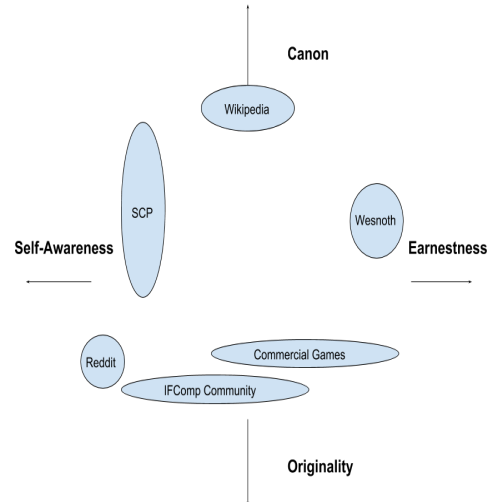 Canon
Wikipedia
SCP
Wesnoth
Self-Awareness
Earnestness
Commercial Games
Reddit
IFComp Community
Originality